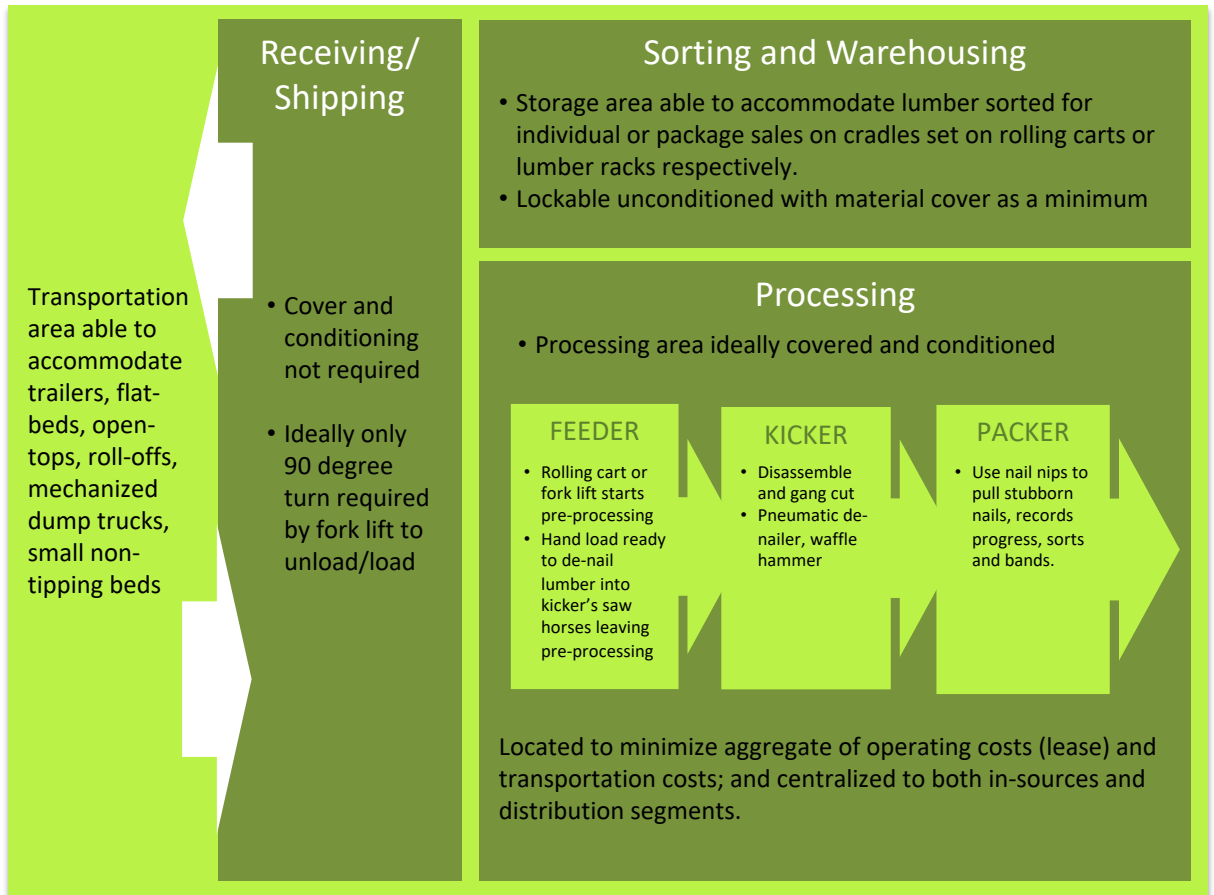 Transportation
area able to
accommodate
trailers, flat-
beds, open-
tops, roll-offs,
mechanized
dump trucks,
small non-
tipping beds
Receiving/
Shipping
• Cover and
conditioning
not required
• Ideally only
90 degree
turn required
by fork lift to
unload/load
Sorting and Warehousing
• Storage area able to accommodate lumber sorted for
individual or package sales on cradles set on rolling carts or
lumber racks respectively.
• Lockable unconditioned with material cover as a minimum
Processing
• Processing area ideally covered and conditioned
FEEDER
• Rolling cart or
fork lift starts
pre-processing
• Hand load ready
to de-nail
lumber into
kicker's saw
horses leaving
pre-processing
KICKER
• Disassemble
and gang cut
• Pneumatic de-
nailer, waffle
hammer
PACKER
• Use nail nips to
pull stubborn
nails, records
progress, sorts
and bands.
Located to minimize aggregate of operating costs (lease) and
transportation costs; and centralized to both in-sources and
distribution segments.